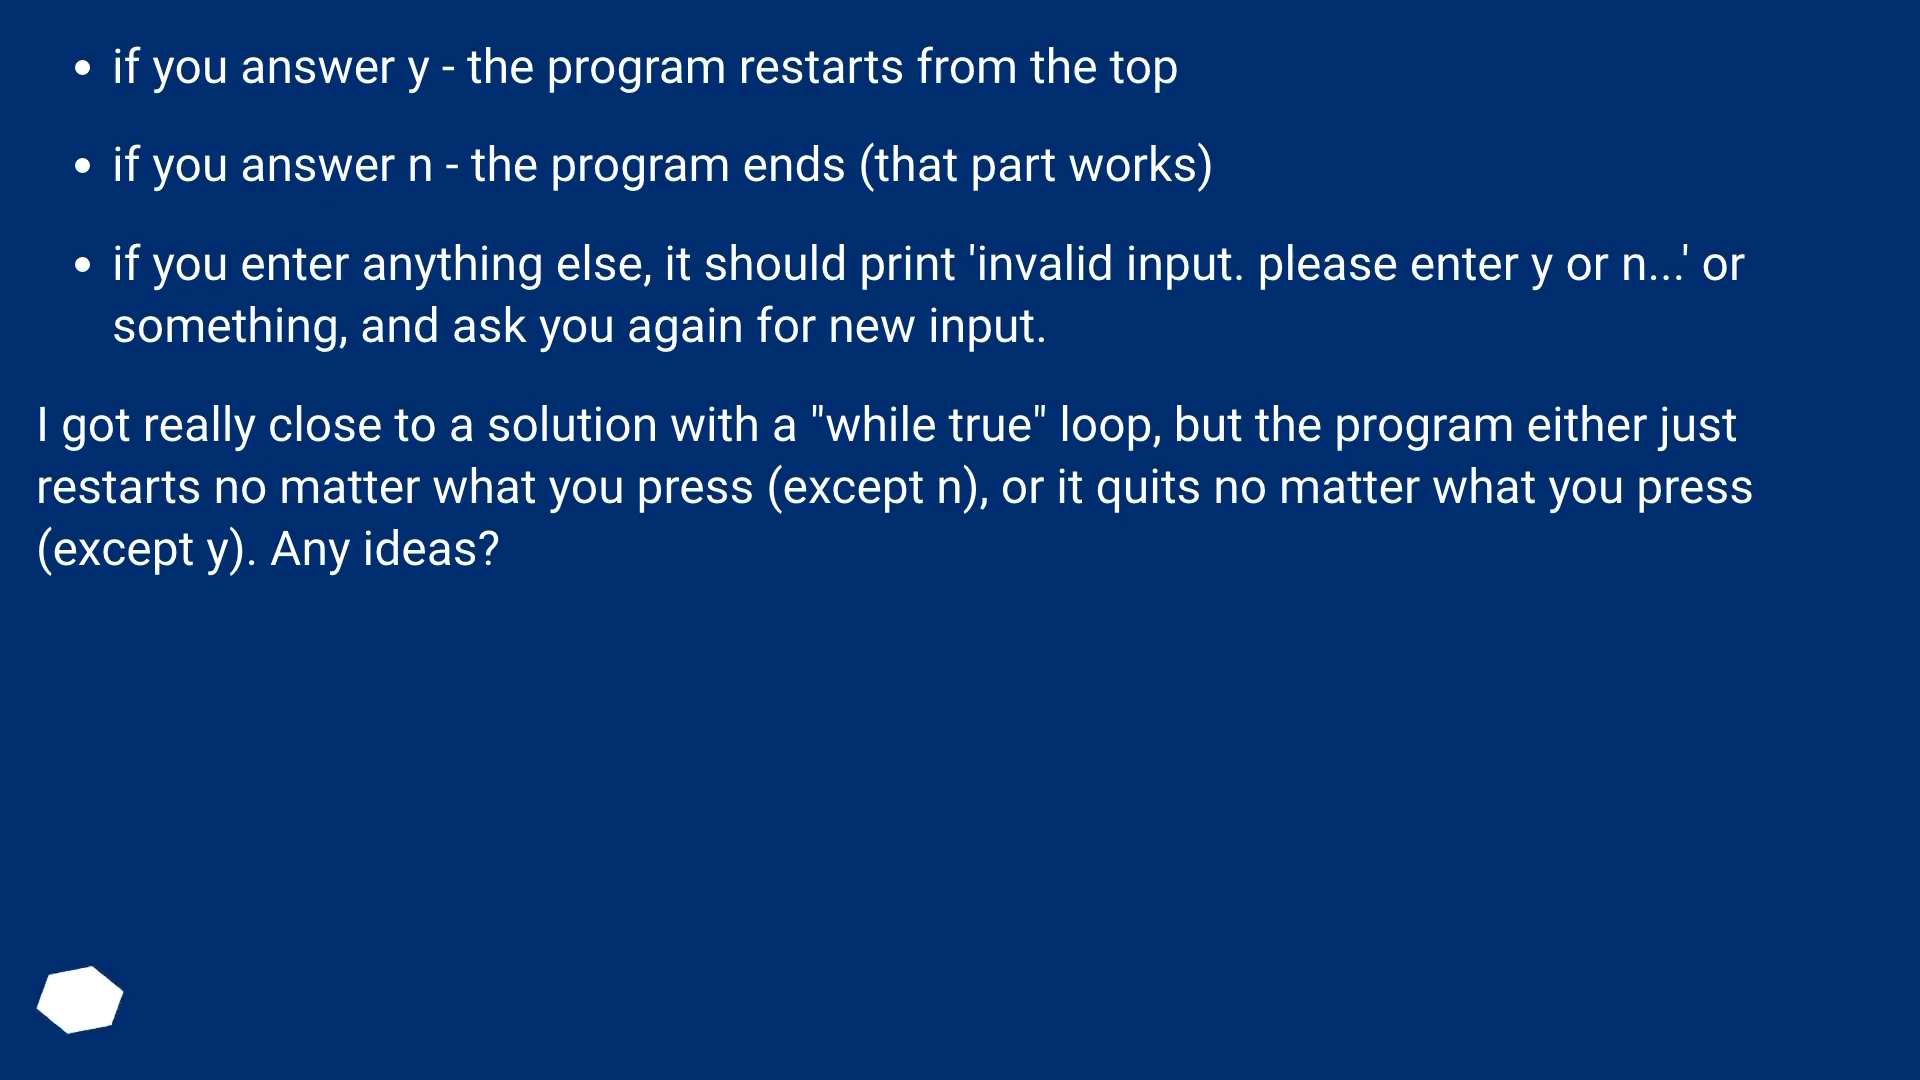 • if you answer y - the program restarts from the top
• if you answer n - the program ends (that part works)
• if you enter anything else, it should print 'invalid input. please enter y or n...' or
something, and ask you again for new input.
I got really close to a solution with a "while true" loop, but the program either just
restarts no matter what you press (except n), or it quits no matter what you press
(except y). Any ideas?